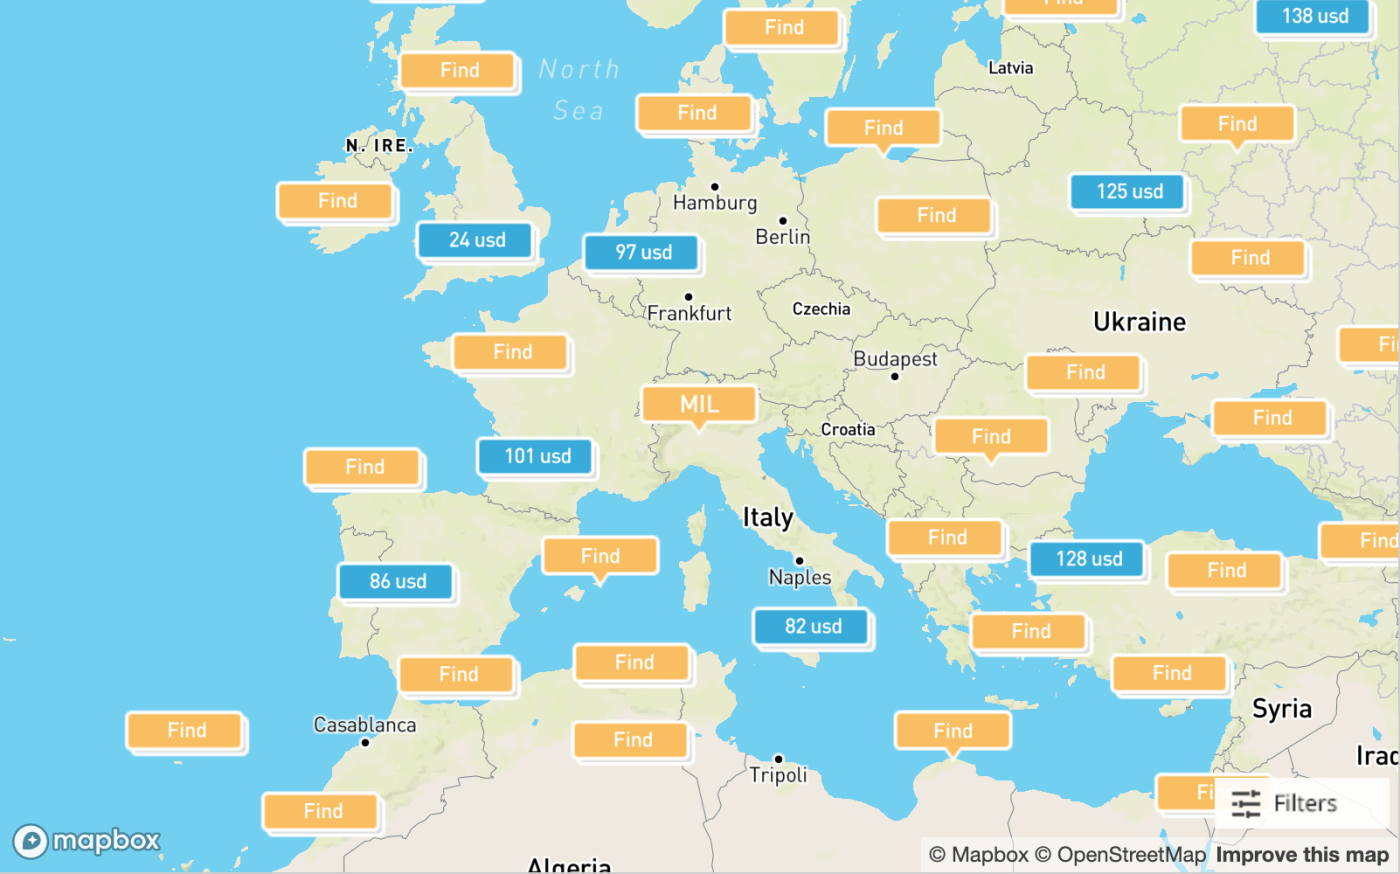 Find
138 usd
Find
Find
North
Sea
Latvia
Find
Find
Find
N. IRE.
Hamburg
125 usd
Find
Find
Berlin
24 usd
97 usd
Find
Frankfurt
Czechia
Ukraine
Find
Budapest
Find
Fi
MIL
Croatia
Find
Find
101 usd
Find
Italy
Find
Find
Find
128 usd
Find
86 usd
Naples
82 usd
Find
Find
Find
Find
Syria
Find
Casablanca
Find
Find
Irac
Tripoli
Fi
Filters
Find
mapbox
© Mapbox © OpenStreetMap Improve this map
Algeria